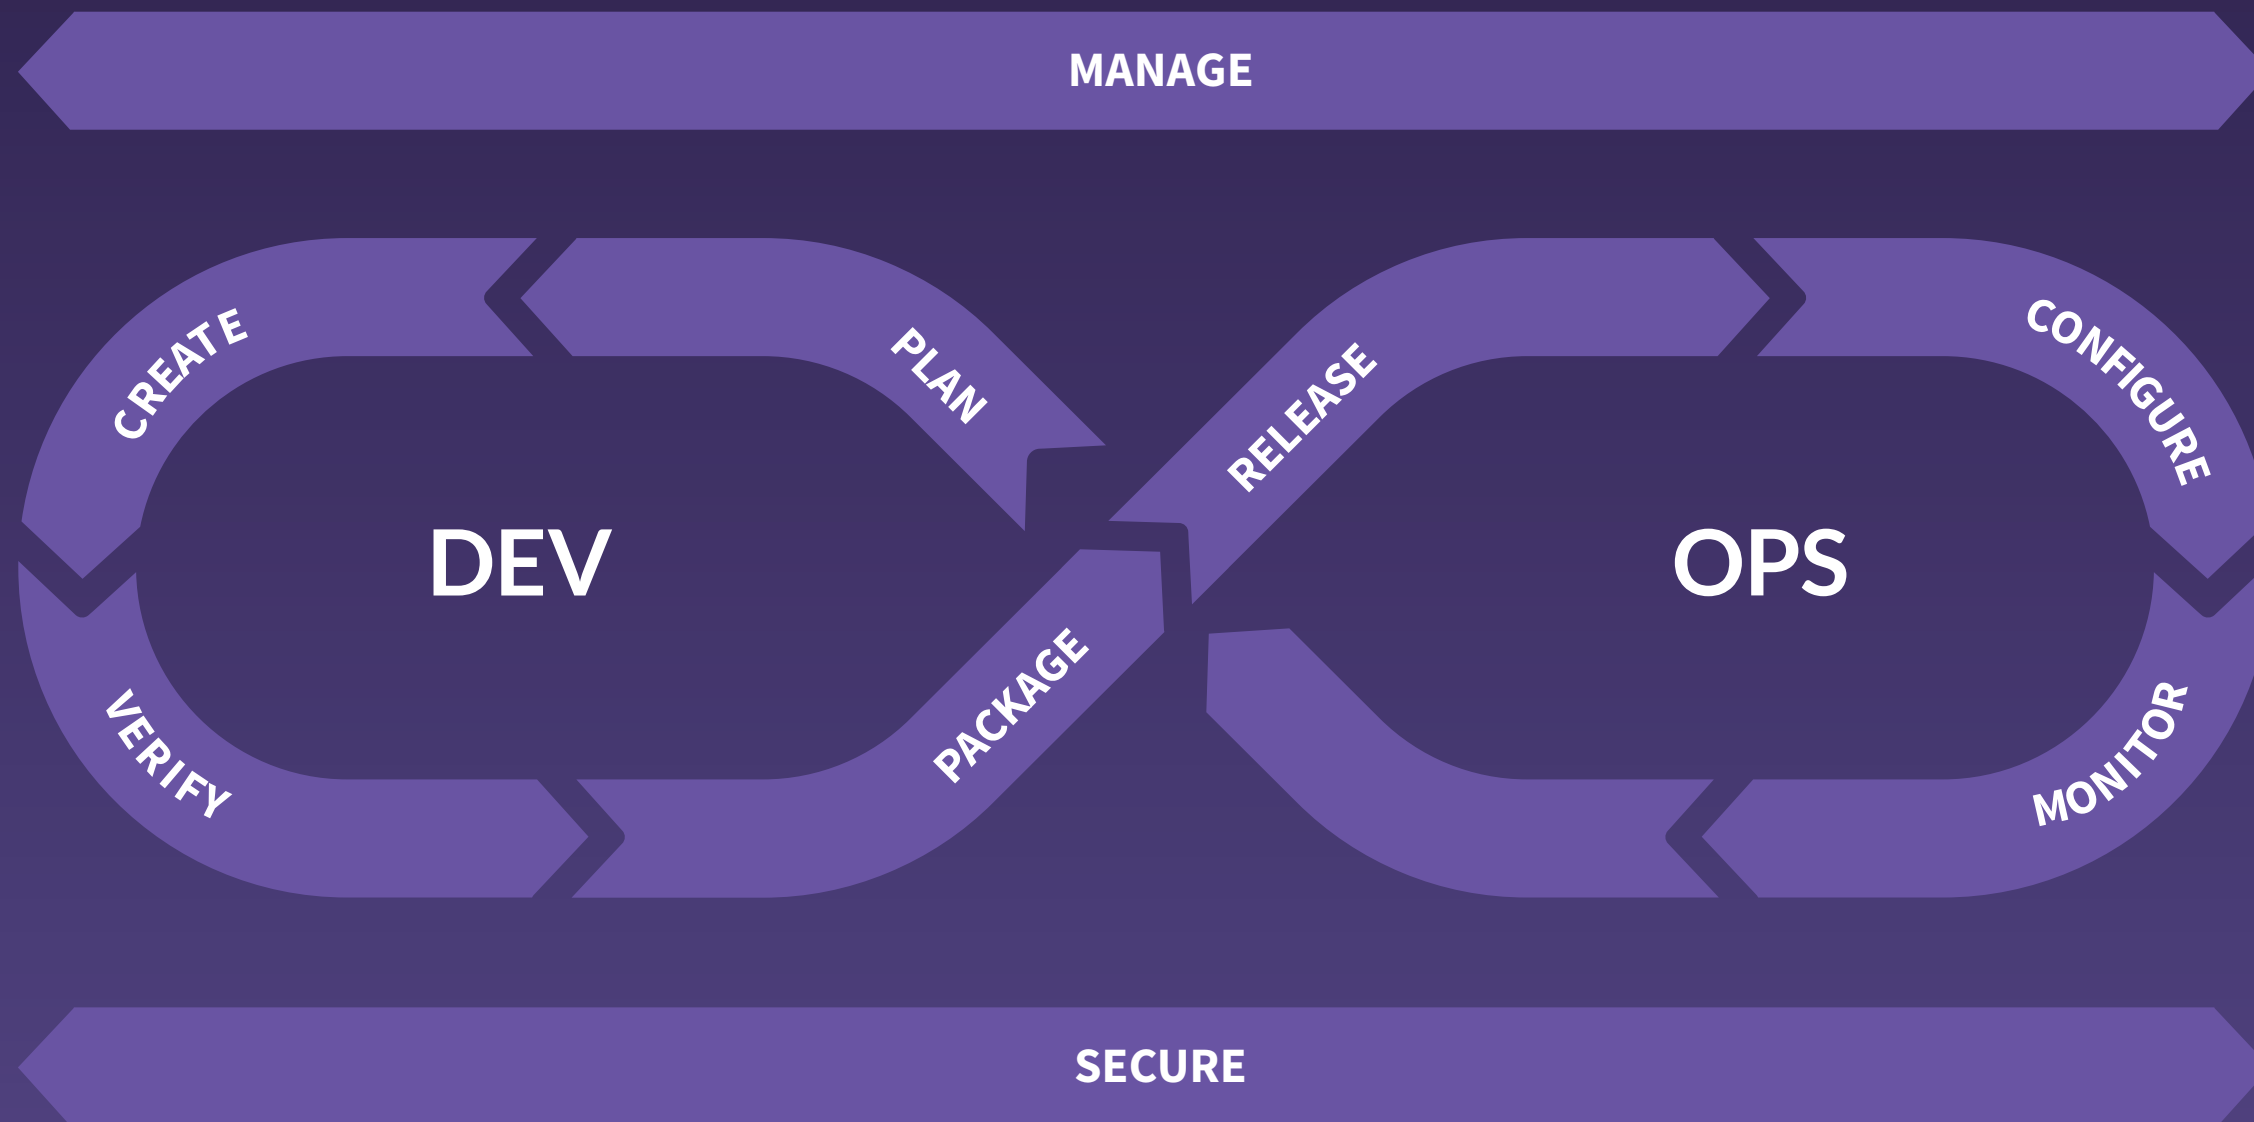 MANAGE
CREATE
PLAN
RELEASE
CONFIGURE
DEV
OPS
VERIFY
PACKAGE
MONITOR
SECURE